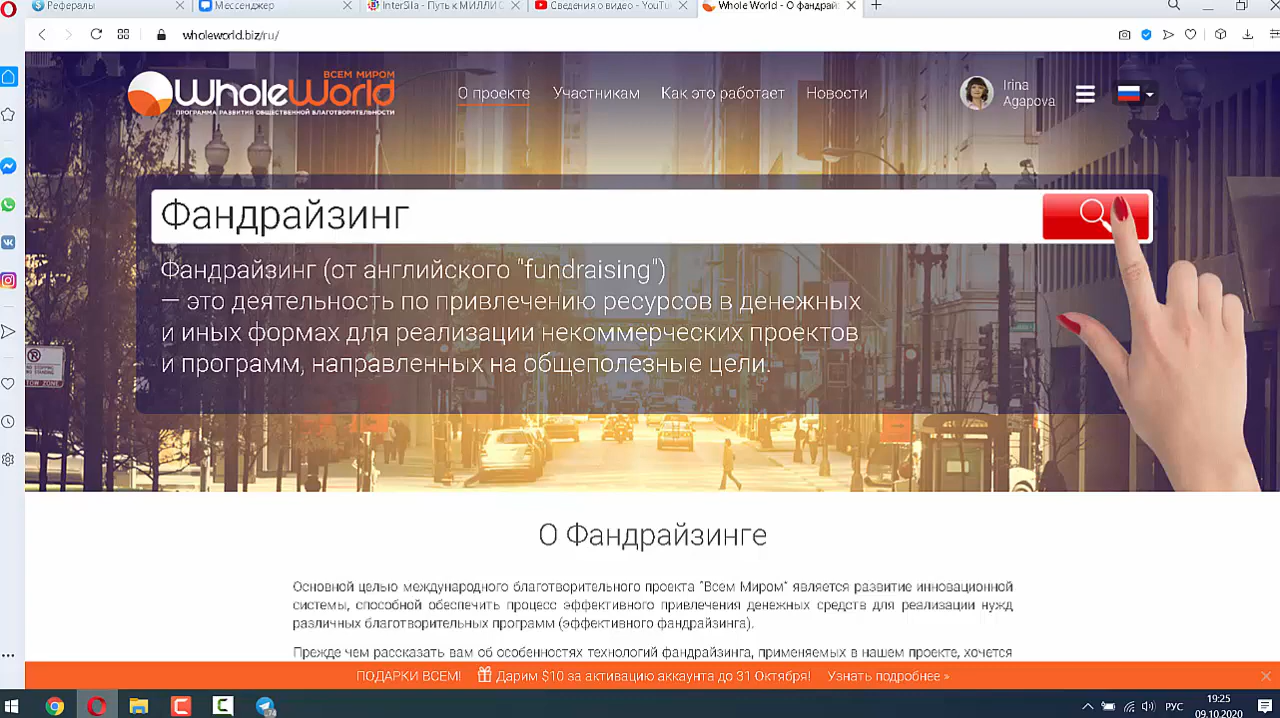 Рефералы
Мессенджер
InterSila - Путь к МИЛЛИ
Сведения о видео - YouTu
Whole World - О фандрай
wholeworld.biz/ru/
ВСЕМ МИРОМ
WholeWorld
ПРОГРАММА РАЗВИТИЯ ОБЩЕСТВЕННОЙ БЛАГОТВОРИТЕЛЬНОСТИ
О проекте
Участникам
Как это работает
Новости
Irina
Agapova
Фандрайзинг
Фандрайзинг (от английского "fundraising")
— это деятельность по привлечению ресурсов в денежных
и иных формах для реализации некоммерческих проектов
и программ, направленных на общеполезные цели.
О Фандрайзинге
Основной целью международного благотворительного проекта "Всем Миром" является развитие инновационной
системы, способной обеспечить процесс эффективного привлечения денежных средств для реализации нужд
различных благотворительных программ (эффективного фандрайзинга).
Прежде чем рассказать вам об особенностях технологий фандрайзинга, применяемых в нашем проекте, хочется
ПОДАРКИ ВСЕМ! Дарим $10 за активацию аккаунта до 31 Октября! Узнать подробнее »
РУС
19:25
09.10.2020